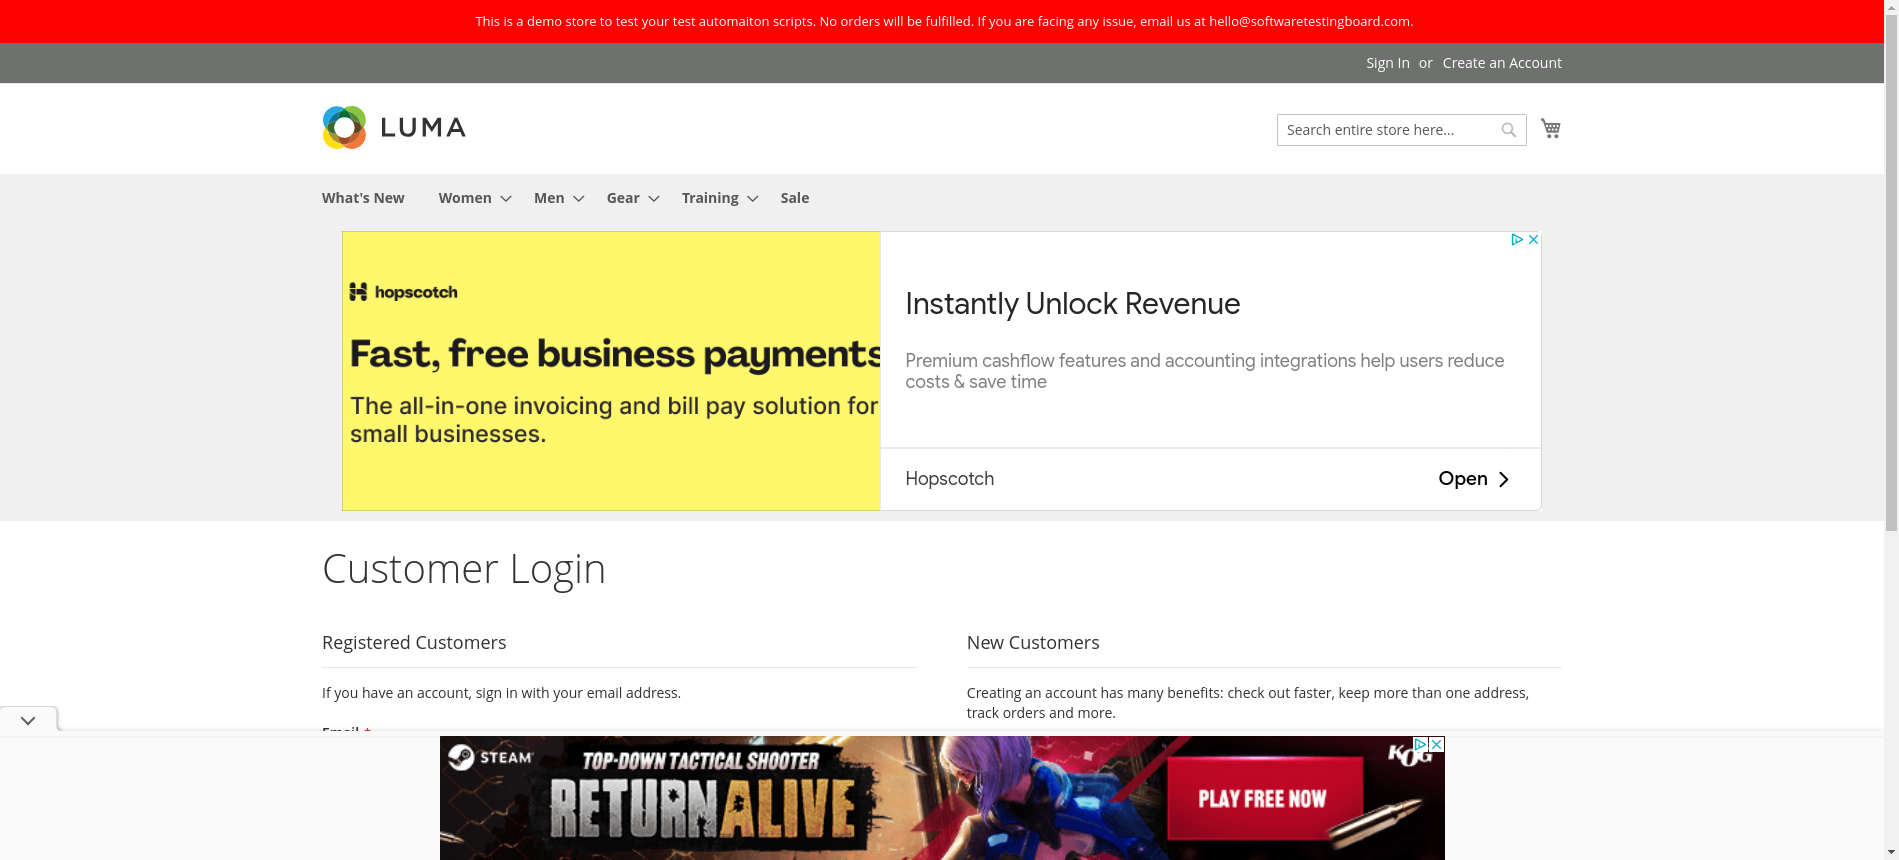 This is a demo store to test your test automaiton scripts. No orders will be fulfilled. If you are facing any issue, email us at hello@softwaretestingboard.com.
Sign In or Create an Account
LUMA
Search entire store here...
What's New
Women
Men
Gear
Training
Sale
hopscotch
Fast, free business payments
The all-in-one invoicing and bill pay solution for
small businesses.
Instantly Unlock Revenue
Premium cashflow features and accounting integrations help users reduce
costs & save time
Hopscotch
Open
Customer Login
Registered Customers
If you have an account, sign in with your email address.
Email *
New Customers
Creating an account has many benefits: check out faster, keep more than one address,
track orders and more.
STEAM
TOP-DOWN TACTICAL SHOOTER
RETURN ALIVE
PLAY FREE NOW
KOG